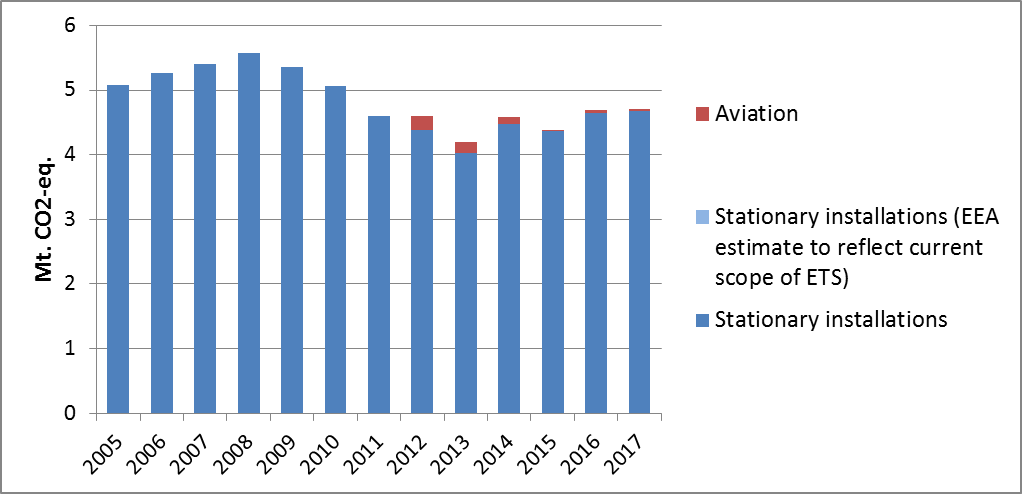 6
5
4
3
2
1
0
Mt. CO2-eq.
2005 2006 2007 2008 2009 2010 2011 2012 2013 2014 2015 2016 2017
Aviation
Stationary installations (EEA
estimate to reflect current
scope of ETS)
Stationary installations